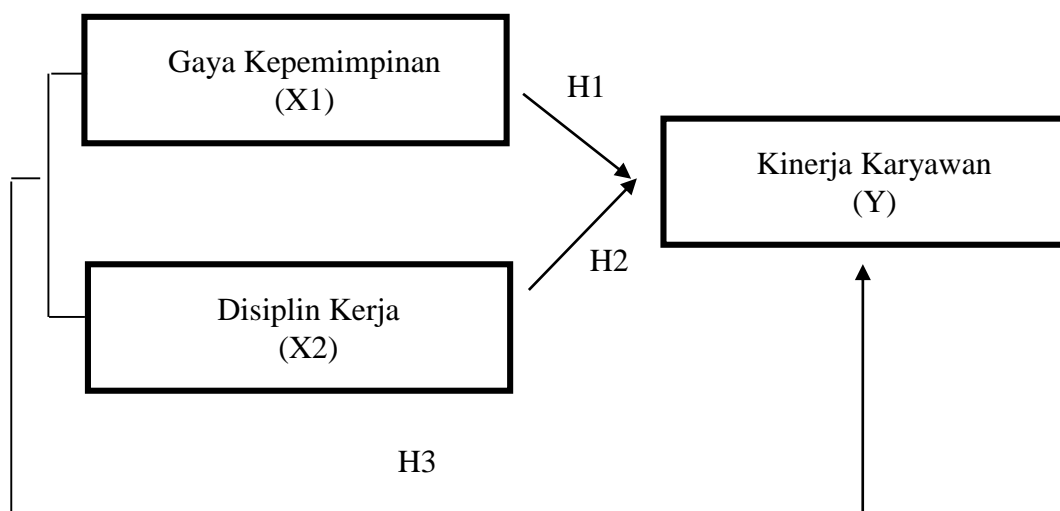 Gaya Kepemimpinan
(X1)
H1
Kinerja Karyawan
(Y)
H2
Disiplin Kerja
(X2)
H3